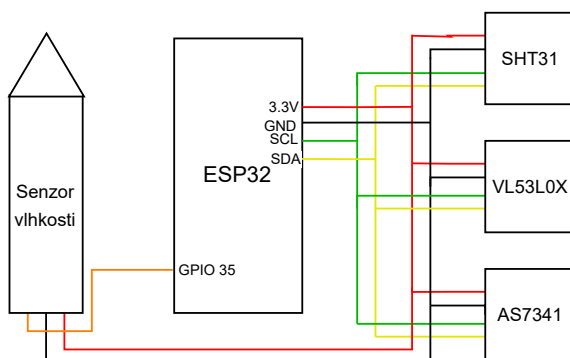 SHT31
3.3V
GND
SCL
SDA
ESP32
VL53L0X
Senzor
vlhkosti
GPIO 35
AS7341